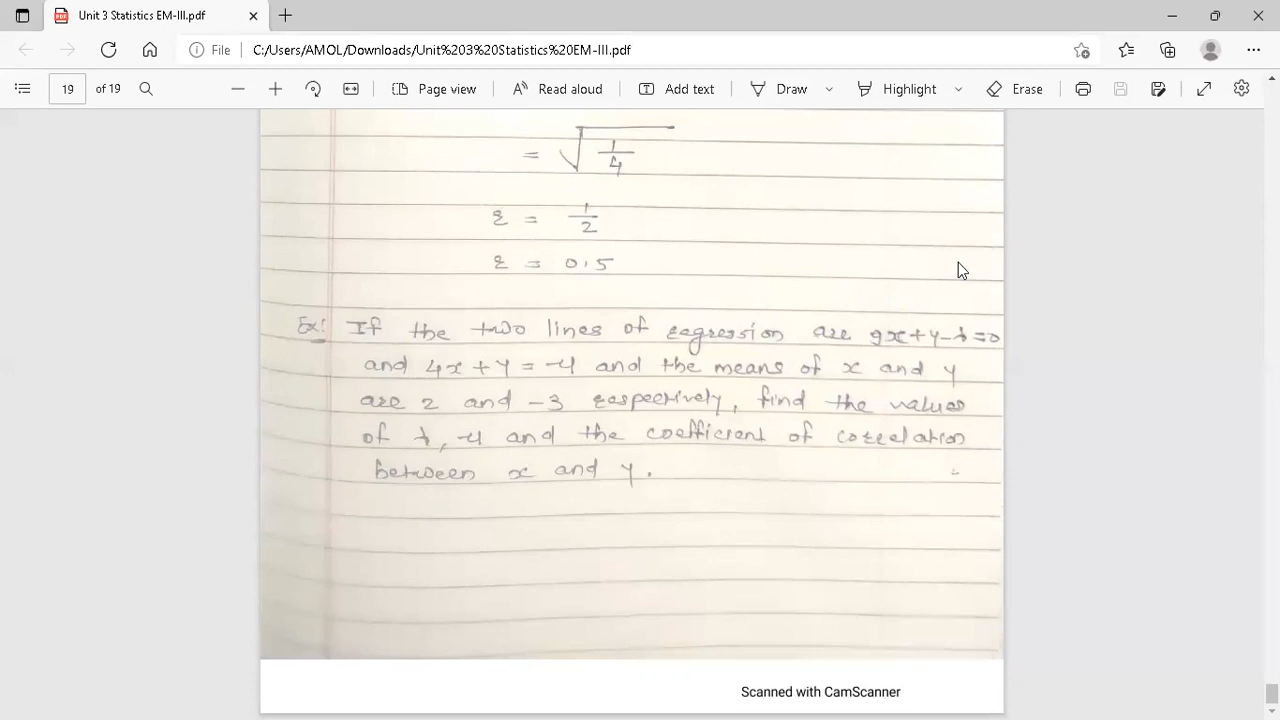 Unit 3 Statistics EM-III.pdf
File C:/Users/AMOL/Downloads/Unit%203%20Statistics%20EM-III.pdf
19 of 19 Page view Read aloud Add text Draw Highlight Erase
= √(1/4)
r = 1/2
r = 0.5
Ex: If the two lines of regression are 9x+y-λ=0
and 4x+y=μ and the means of x and y
are 2 and -3 respectively, find the values
of λ, μ and the coefficient of correlation
between x and y.
Scanned with CamScanner